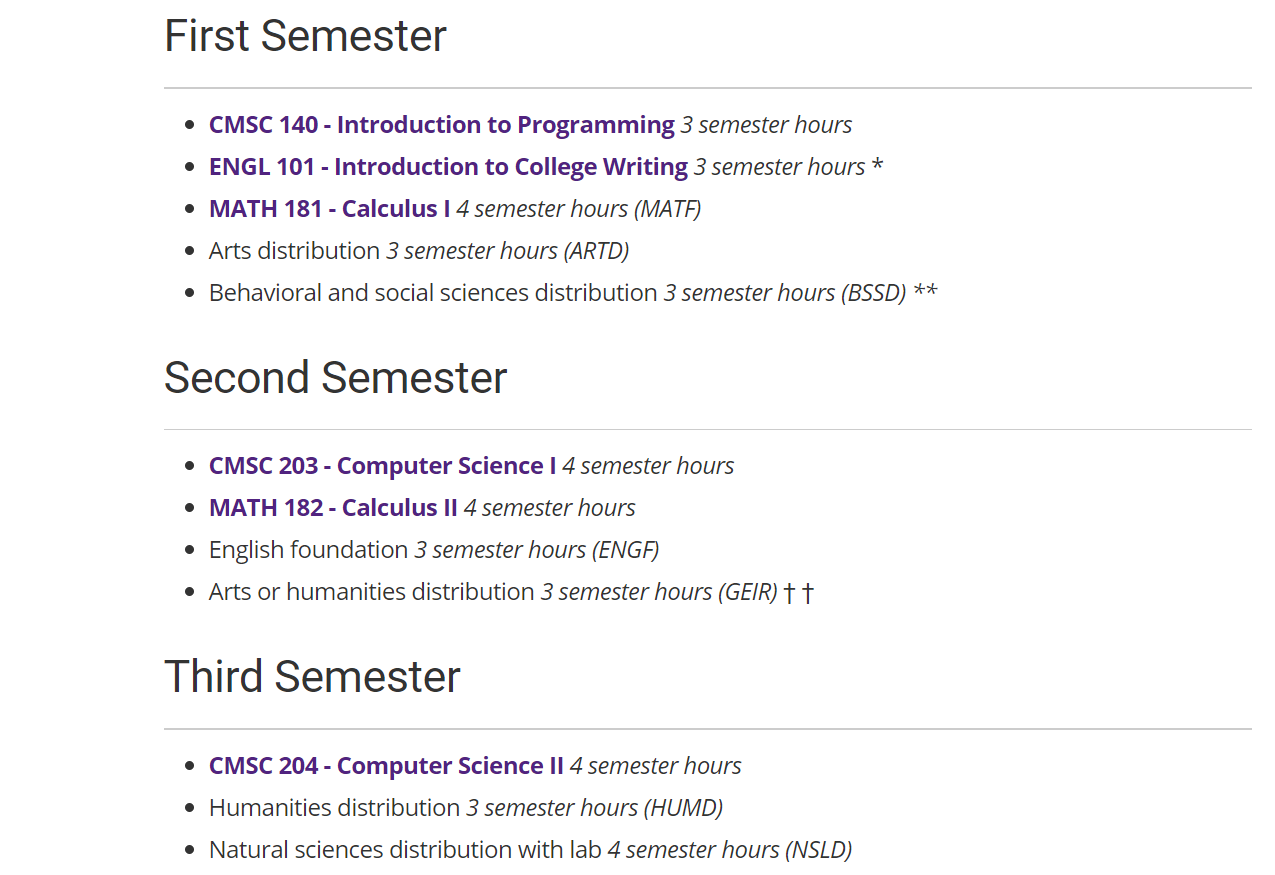 First Semester
CMSC 140 - Introduction to Programming 3 semester hours
ENGL 101 - Introduction to College Writing 3 semester hours *
MATH 181 - Calculus I 4 semester hours (MATF)
Arts distribution 3 semester hours (ARTD)
Behavioral and social sciences distribution 3 semester hours (BSSD) **
Second Semester
CMSC 203 - Computer Science I 4 semester hours
MATH 182 - Calculus II 4 semester hours
English foundation 3 semester hours (ENGF)
Arts or humanities distribution 3 semester hours (GEIR) † †
Third Semester
CMSC 204 - Computer Science II 4 semester hours
Humanities distribution 3 semester hours (HUMD)
Natural sciences distribution with lab 4 semester hours (NSLD)